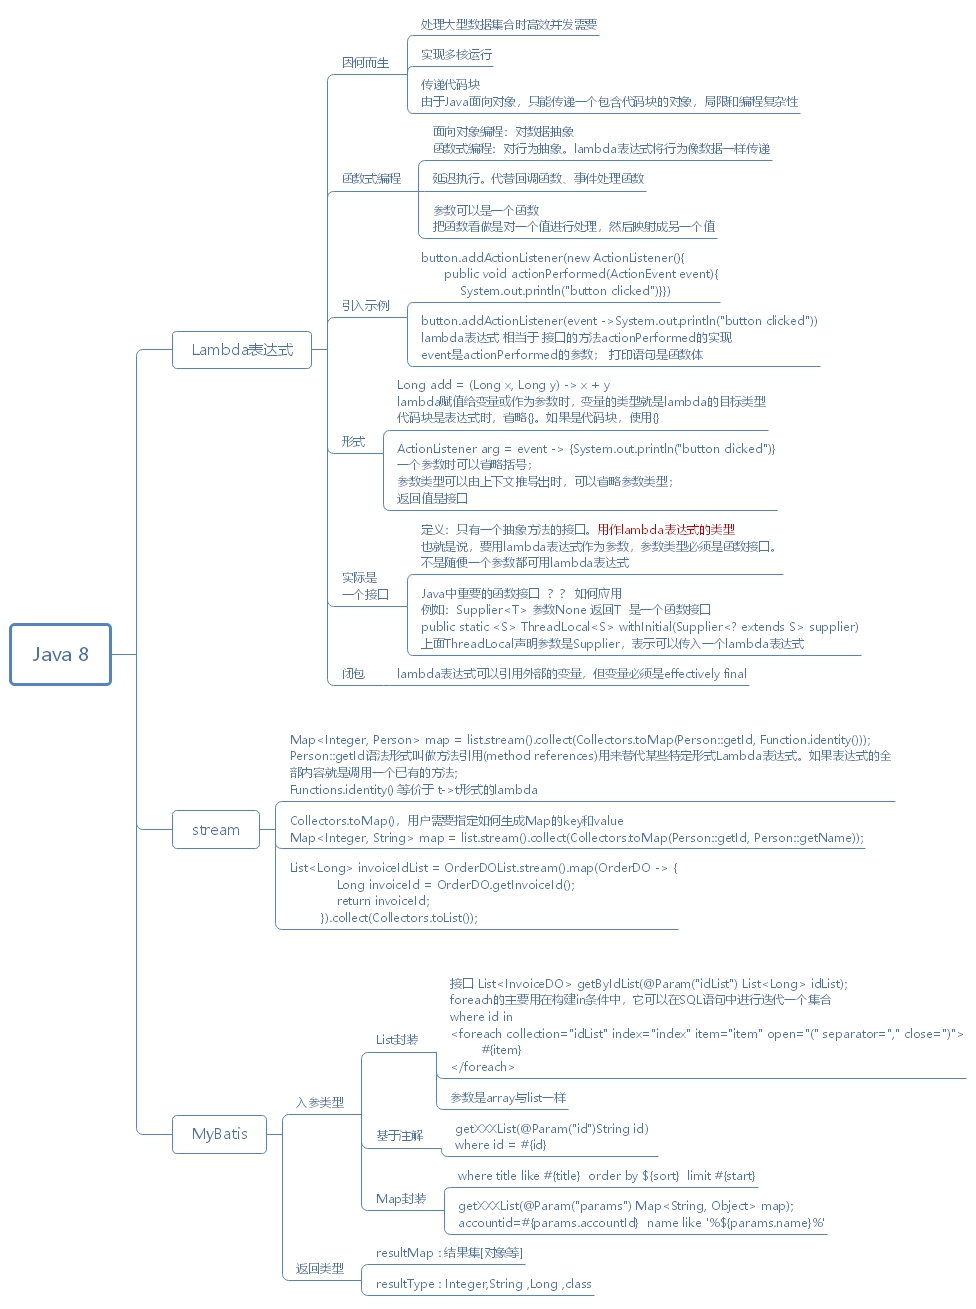 Java 8
Lambda表达式
因何而生
处理大型数据集合时高效并发需要
实现多核运行
传递代码块
由于Java面向对象，只能传递一个包含代码块的对象，局限和编程复杂性
函数式编程
面向对象编程：对数据抽象
函数式编程：对行为抽象。lambda表达式将行为像数据一样传递
延迟执行。代替回调函数、事件处理函数
参数可以是一个函数
把函数看做是对一个值进行处理，然后映射成另一个值
引入示例
button.addActionListener(new ActionListener(){
public void actionPerformed(ActionEvent event){
System.out.println("button clicked")}})
button.addActionListener(event ->System.out.println("button clicked"))
lambda表达式 相当于 接口的方法actionPerformed的实现
event是actionPerformed的参数； 打印语句是函数体
形式
Long add = (Long x, Long y) -> x + y
lambda赋值给变量或作为参数时，变量的类型就是lambda的目标类型
代码块是表达式时，省略{}。如果是代码块，使用{}
ActionListener arg = event -> {System.out.println("button clicked")}
一个参数时可以省略括号；
参数类型可以由上下文推导出时，可以省略参数类型；
返回值是接口
实际是
一个接口
定义：只有一个抽象方法的接口。用作lambda表达式的类型
也就是说，要用lambda表达式作为参数，参数类型必须是函数接口。
不是随便一个参数都可用lambda表达式
Java中重要的函数接口 ？？ 如何应用
例如：Supplier<T> 参数None 返回T 是一个函数接口
public static <S> ThreadLocal<S> withInitial(Supplier<? extends S> supplier)
上面ThreadLocal声明参数是Supplier，表示可以传入一个lambda表达式
闭包
lambda表达式可以引用外部的变量，但变量必须是effectively final
stream
Map<Integer, Person> map = list.stream().collect(Collectors.toMap(Person::getId, Function.identity()));
Person::getId语法形式叫做方法引用(method references)用来替代某些特定形式Lambda表达式。如果表达式的全
部内容就是调用一个已有的方法;
Functions.identity() 等价于 t->t形式的lambda
Collectors.toMap()，用户需要指定如何生成Map的key和value
Map<Integer, String> map = list.stream().collect(Collectors.toMap(Person::getId, Person::getName));
List<Long> invoiceIdList = OrderDOList.stream().map(OrderDO -> {
Long invoiceId = OrderDO.getInvoiceId();
return invoiceId;
}).collect(Collectors.toList());
MyBatis
入参类型
List封装
接口 List<InvoiceDO> getByIdList(@Param("idList") List<Long> idList);
foreach的主要用在构建in条件中，它可以在SQL语句中进行迭代一个集合
where id in
<foreach collection="idList" index="index" item="item" open="(" separator="," close=")">
#{item}
</foreach>
参数是array与list一样
基于注解
getXXXList(@Param("id")String id)
where id = #{id}
Map封装
where title like #{title} order by ${sort} limit #{start}
getXXXList(@Param("params") Map<String, Object> map);
accountid=#{params.accountId} name like '%${params.name}%'
返回类型
resultMap : 结果集[对象等]
resultType : Integer,String ,Long ,class